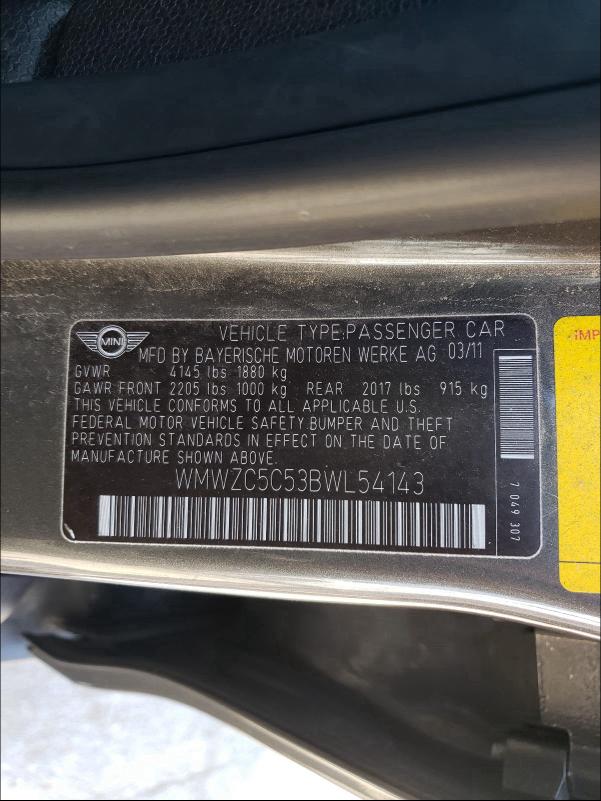 MINI
VEHICLE TYPE:PASSENGER CAR
MFD BY BAYERISCHE MOTOREN WERKE AG 03/11
GVWR 4145 lbs 1880 kg
GAWR FRONT 2205 lbs 1000 kg REAR 2017 lbs 915 kg
THIS VEHICLE CONFORMS TO ALL APPLICABLE U.S.
FEDERAL MOTOR VEHICLE SAFETY,BUMPER AND THEFT
PREVENTION STANDARDS IN EFFECT ON THE DATE OF
MANUFACTURE SHOWN ABOVE.
WMWZC5C53BWL54143
7 049 307
IMP